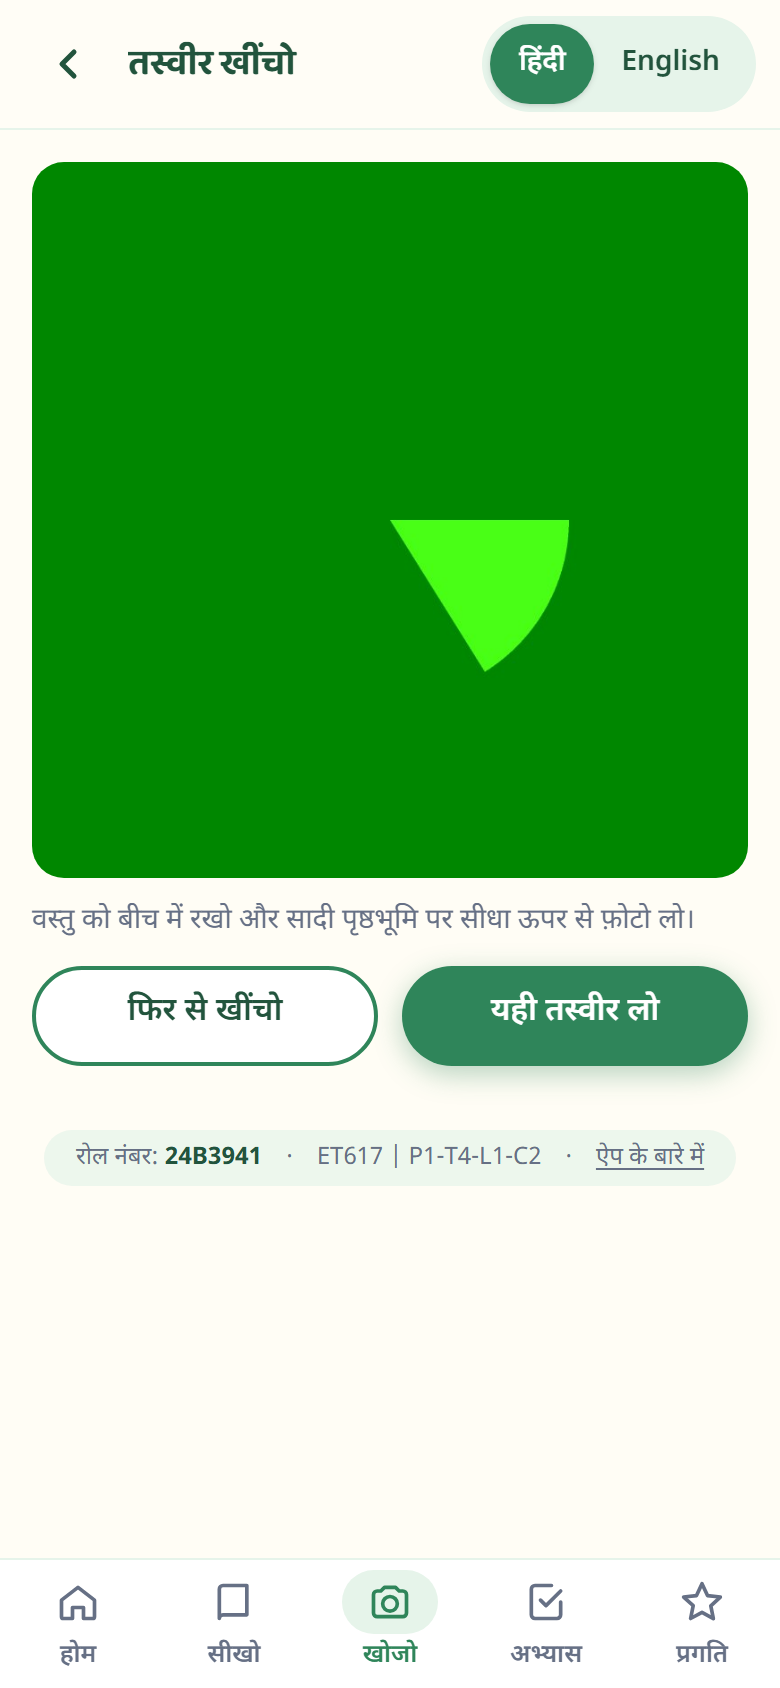 तस्वीर खींचो
हिंदी
English
वस्तु को बीच में रखो और सादी पृष्ठभूमि पर सीधा ऊपर से फ़ोटो लो।
फिर से खींचो
यही तस्वीर लो
रोल नंबर: 24B3941 · ET617 | P1-T4-L1-C2 · ऐप के बारे में
होम
सीखो
खोजो
अभ्यास
प्रगति